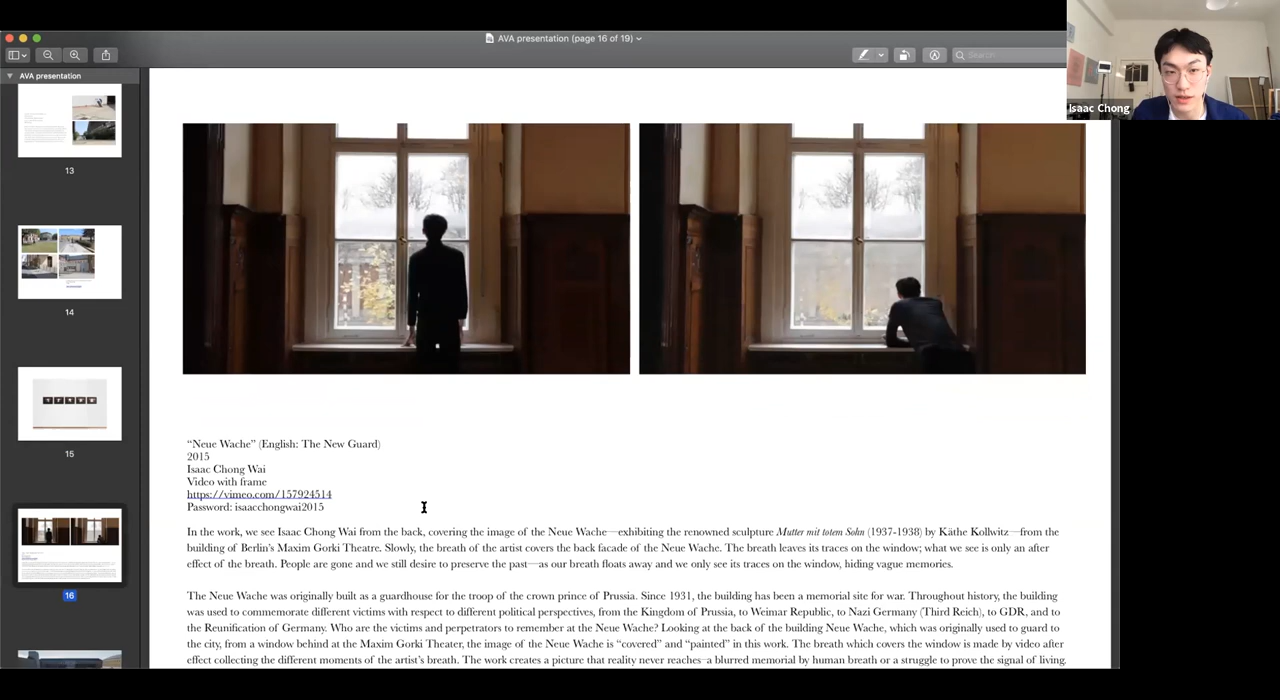 AVA presentation (page 16 of 19)
Search
Isaac Chong
AVA presentation
13
14
15
16
“Neue Wache” (English: The New Guard)
2015
Isaac Chong Wai
Video with frame
https://vimeo.com/157924514
Password: isaacchongwai2015
In the work, we see Isaac Chong Wai from the back, covering the image of the Neue Wache—exhibiting the renowned sculpture Mutter mit totem Sohn (1937-1938) by Käthe Kollwitz—from the
building of Berlin’s Maxim Gorki Theatre. Slowly, the breath of the artist covers the back facade of the Neue Wache. The breath leaves its traces on the window; what we see is only an after
effect of the breath. People are gone and we still desire to preserve the past—as our breath floats away and we only see its traces on the window, hiding vague memories.
The Neue Wache was originally built as a guardhouse for the troop of the crown prince of Prussia. Since 1931, the building has been a memorial site for war. Throughout history, the building
was used to commemorate different victims with respect to different political perspectives, from the Kingdom of Prussia, to Weimar Republic, to Nazi Germany (Third Reich), to GDR, and to
the Reunification of Germany. Who are the victims and perpetrators to remember at the Neue Wache? Looking at the back of the building Neue Wache, which was originally used to guard to
the city, from a window behind at the Maxim Gorki Theater, the image of the Neue Wache is “covered” and “painted” in this work. The breath which covers the window is made by video after
effect collecting the different moments of the artist’s breath. The work creates a picture that reality never reaches–a blurred memorial by human breath or a struggle to prove the signal of living.